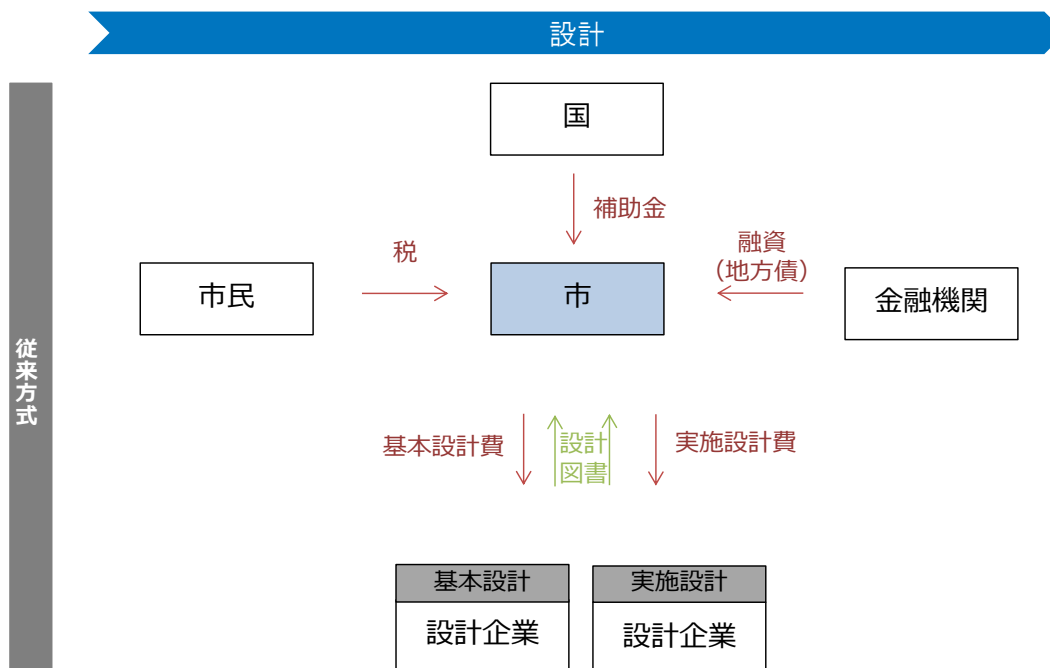 設計
従来方式
国
補助金
税
融資
（地方債）
市民
市
金融機関
基本設計費
設計
図書
実施設計費
基本設計
実施設計
設計企業
設計企業